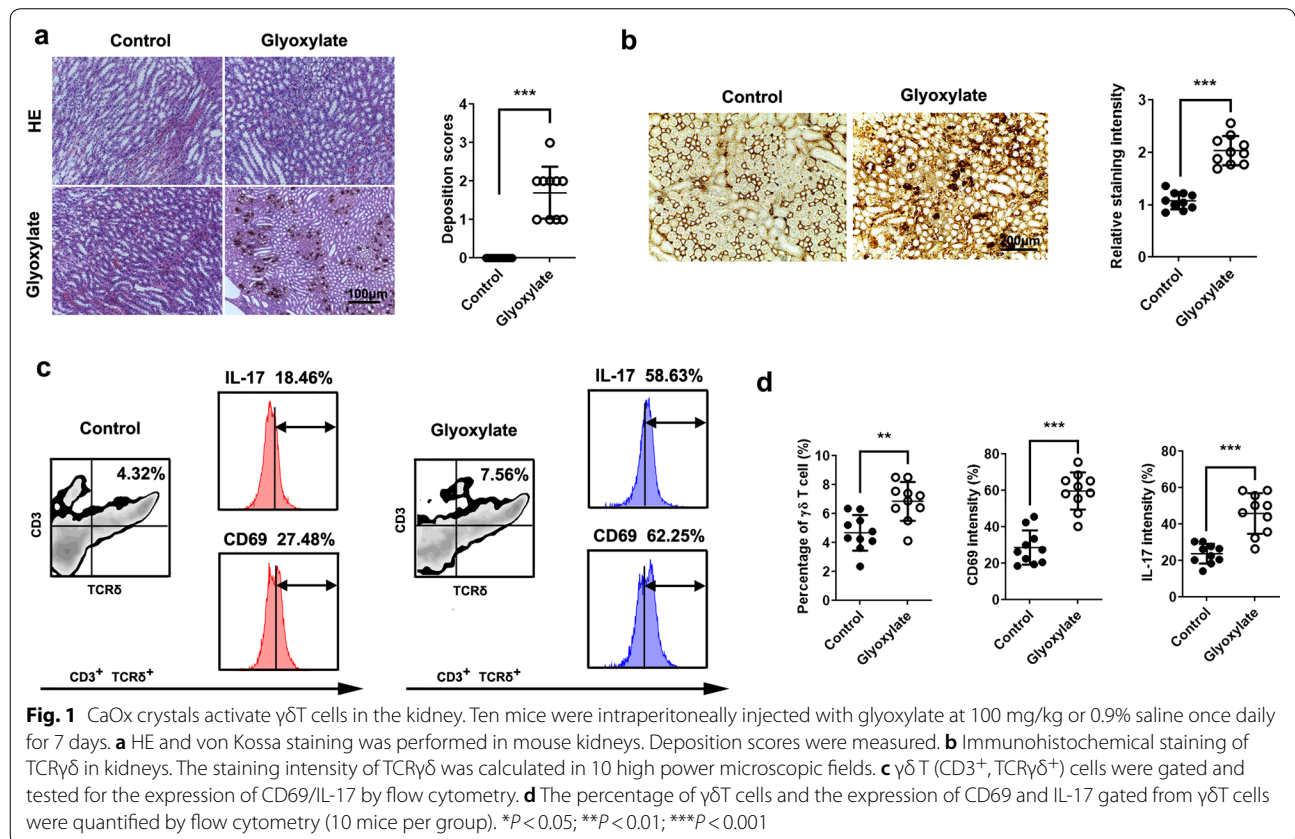 a
Control
Glyoxylate
HE
Glyoxylate
100μm
Deposition scores
4
3
2
1
0
***
Control
Glyoxylate
b
Control
Glyoxylate
200μm
Relative staining intensity
3
2
1
0
***
Control
Glyoxylate
c
Control
4.32%
CD3
TCRδ
IL-17 18.46%
CD69 27.48%
CD3+ TCRδ+
Glyoxylate
7.56%
CD3
TCRδ
IL-17 58.63%
CD69 62.25%
CD3+ TCRδ+
d
Percentage of γδ T cell (%)
10
8
6
4
2
0
**
Control
Glyoxylate
CD69 intensity (%)
80
60
40
20
0
***
Control
Glyoxylate
IL-17 intensity (%)
80
60
40
20
0
***
Control
Glyoxylate
Fig. 1 CaOx crystals activate γδT cells in the kidney. Ten mice were intraperitoneally injected with glyoxylate at 100 mg/kg or 0.9% saline once daily
for 7 days. a HE and von Kossa staining was performed in mouse kidneys. Deposition scores were measured. b Immunohistochemical staining of
TCRγδ in kidneys. The staining intensity of TCRγδ was calculated in 10 high power microscopic fields. c γδ T (CD3+, TCRγδ+) cells were gated and
tested for the expression of CD69/IL-17 by flow cytometry. d The percentage of γδT cells and the expression of CD69 and IL-17 gated from γδT cells
were quantified by flow cytometry (10 mice per group). *P < 0.05; **P < 0.01; ***P < 0.001